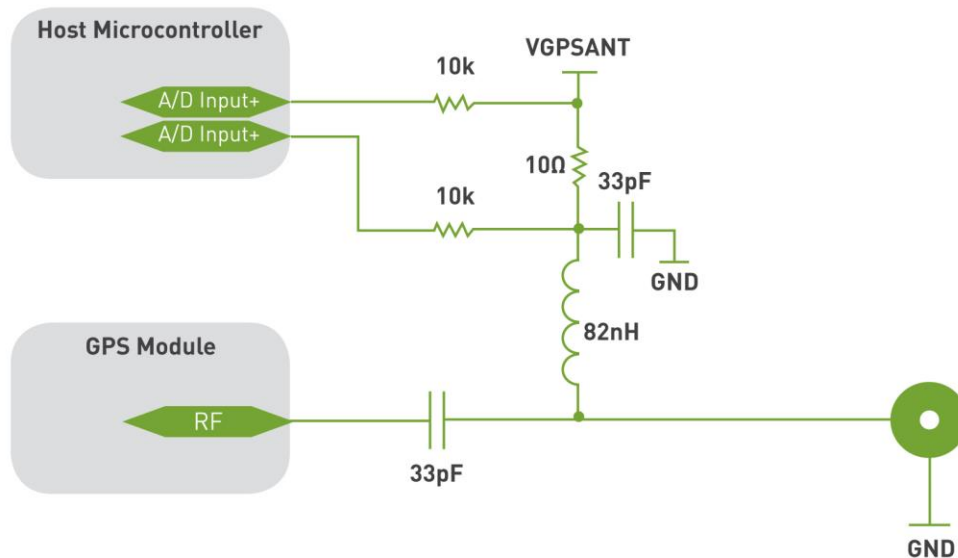 Host Microcontroller
A/D Input+
A/D Input+
10k
VGPSANT
10Ω
33pF
10k
GND
82nH
GPS Module
RF
33pF
GND